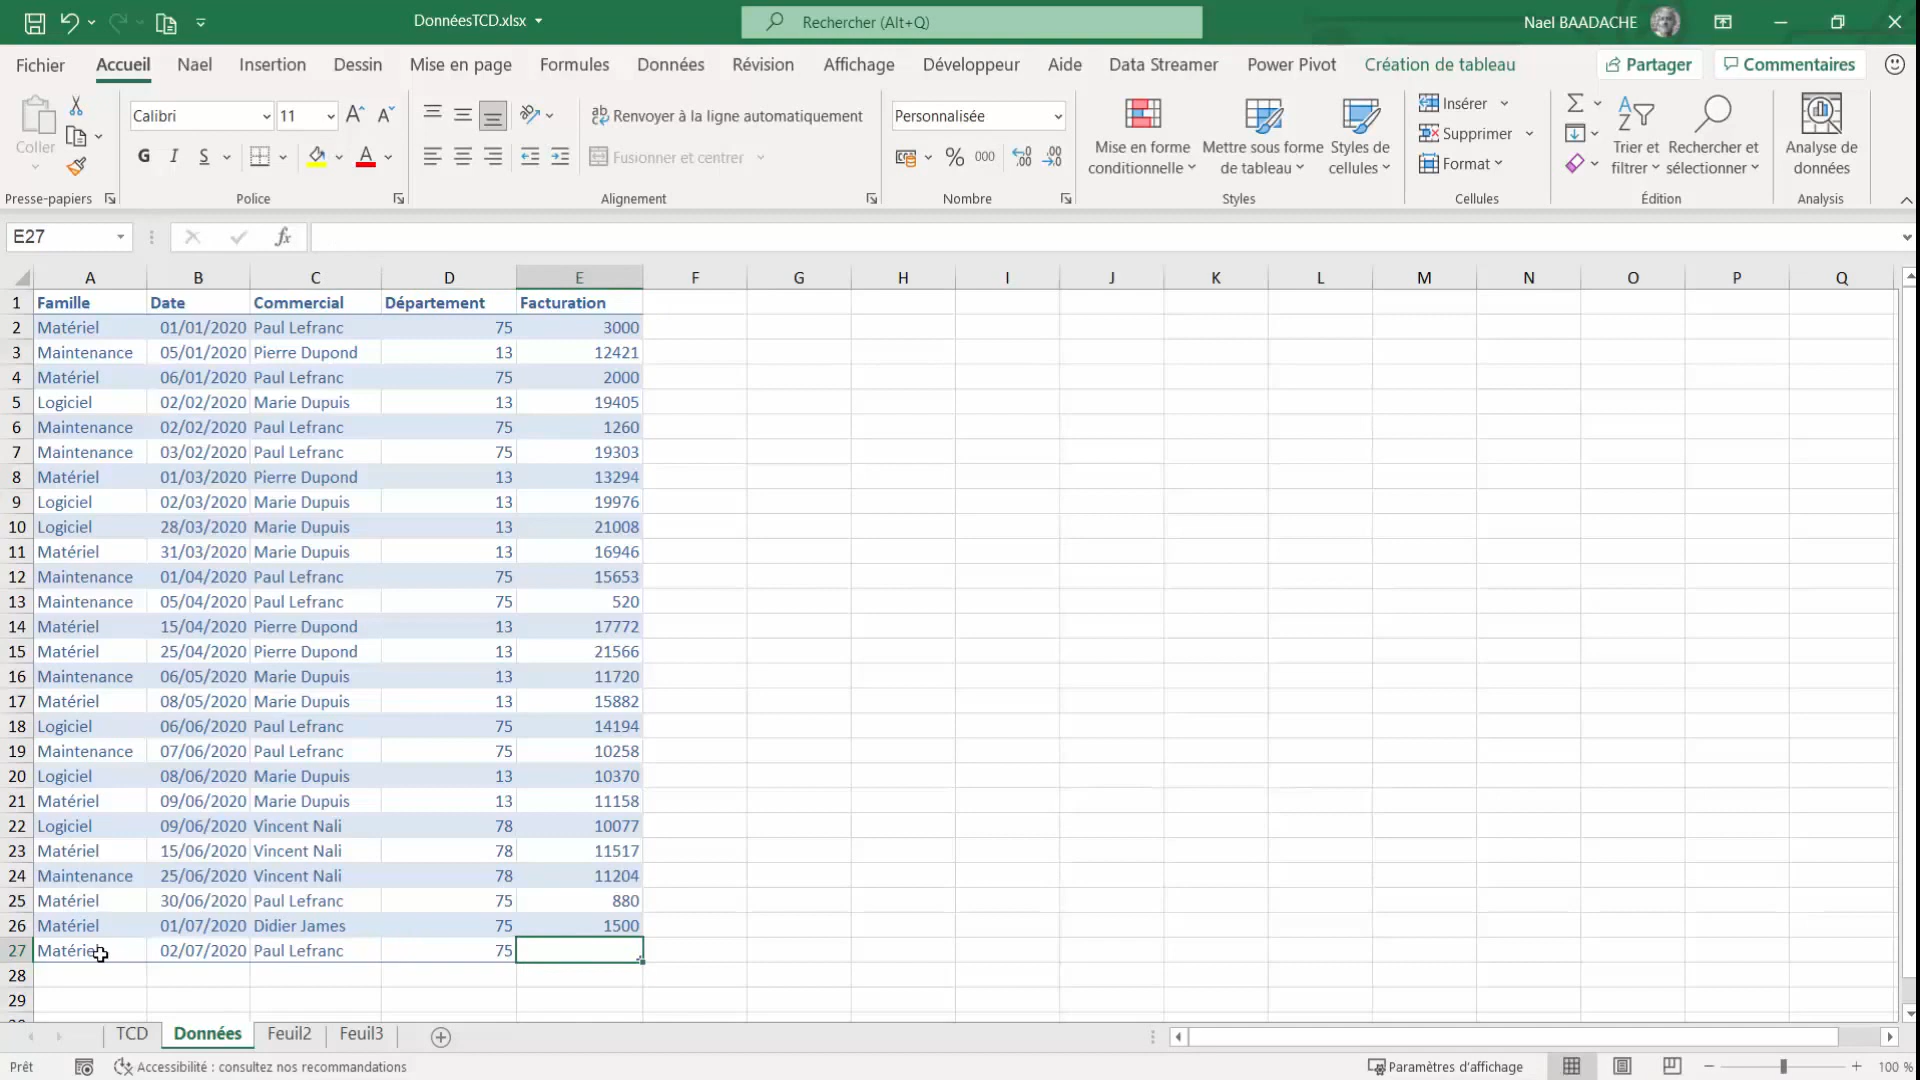 DonnéesTCD.xlsx
Rechercher (Alt+Q)
Nael BAADACHE
Fichier Accueil Nael Insertion Dessin Mise en page Formules Données Révision Affichage Développeur Aide Data Streamer Power Pivot Création de tableau Partager Commentaires
Coller
Presse-papiers
Calibri 11
G I S
Police
Renvoyer à la ligne automatiquement
Fusionner et centrer
Alignement
Personnalisée
% 000
Nombre
Mise en forme conditionnelle
Mettre sous forme de tableau
Styles de cellules
Styles
Insérer
Supprimer
Format
Cellules
Trier et filtrer
Rechercher et sélectionner
Édition
Analyse de données
Analysis
E27 fx
A B C D E F G H I J K L M N O P Q
1 Famille Date Commercial Département Facturation
2 Matériel 01/01/2020 Paul Lefranc 75 3000
3 Maintenance 05/01/2020 Pierre Dupond 13 12421
4 Matériel 06/01/2020 Paul Lefranc 75 2000
5 Logiciel 02/02/2020 Marie Dupuis 13 19405
6 Maintenance 02/02/2020 Paul Lefranc 75 1260
7 Maintenance 03/02/2020 Paul Lefranc 75 19303
8 Matériel 01/03/2020 Pierre Dupond 13 13294
9 Logiciel 02/03/2020 Marie Dupuis 13 19976
10 Logiciel 28/03/2020 Marie Dupuis 13 21008
11 Matériel 31/03/2020 Marie Dupuis 13 16946
12 Maintenance 01/04/2020 Paul Lefranc 75 15653
13 Maintenance 05/04/2020 Paul Lefranc 75 520
14 Matériel 15/04/2020 Pierre Dupond 13 17772
15 Matériel 25/04/2020 Pierre Dupond 13 21566
16 Maintenance 06/05/2020 Marie Dupuis 13 11720
17 Matériel 08/05/2020 Marie Dupuis 13 15882
18 Logiciel 06/06/2020 Paul Lefranc 75 14194
19 Maintenance 07/06/2020 Paul Lefranc 75 10258
20 Logiciel 08/06/2020 Marie Dupuis 13 10370
21 Matériel 09/06/2020 Marie Dupuis 13 11158
22 Logiciel 09/06/2020 Vincent Nali 78 10077
23 Matériel 15/06/2020 Vincent Nali 78 11517
24 Maintenance 25/06/2020 Vincent Nali 78 11204
25 Matériel 30/06/2020 Paul Lefranc 75 880
26 Matériel 01/07/2020 Didier James 75 1500
27 Matériel 02/07/2020 Paul Lefranc 75
28
29
TCD Données Feuil2 Feuil3
Prêt Accessibilité : consultez nos recommandations Paramètres d'affichage 100 %